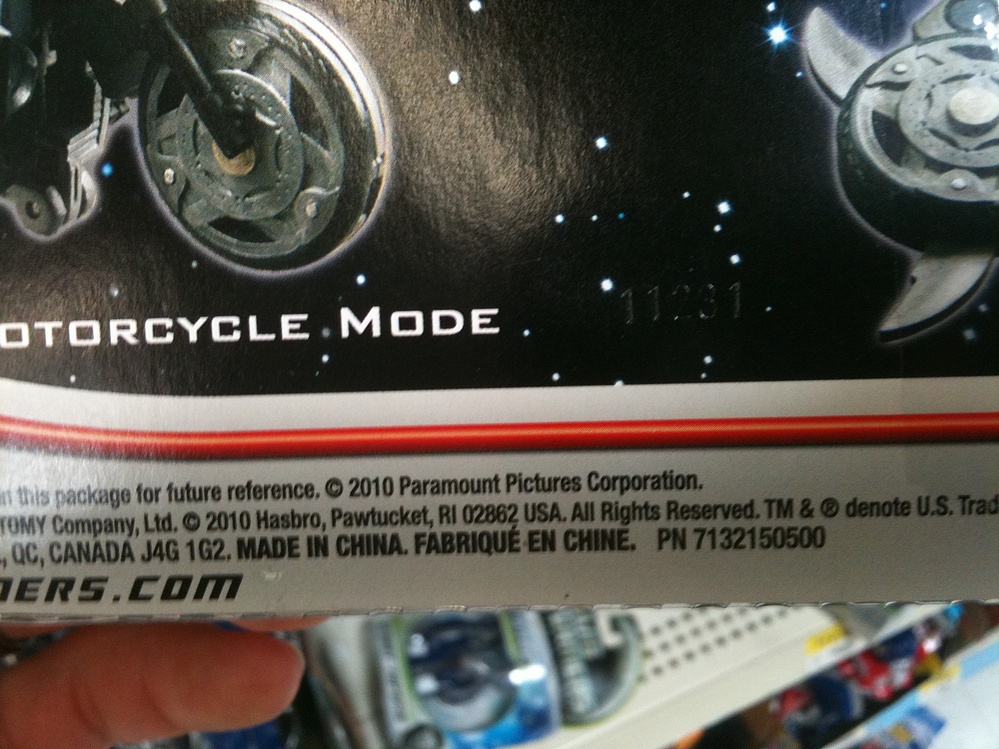 11231
OTORCYCLE MODE
in this package for future reference. © 2010 Paramount Pictures Corporation.
TOMY Company, Ltd. © 2010 Hasbro, Pawtucket, RI 02862 USA. All Rights Reserved. TM & ® denote U.S. Trad
, QC, CANADA J4G 1G2. MADE IN CHINA. FABRIQUÉ EN CHINE. PN 7132150500
DERS.COM